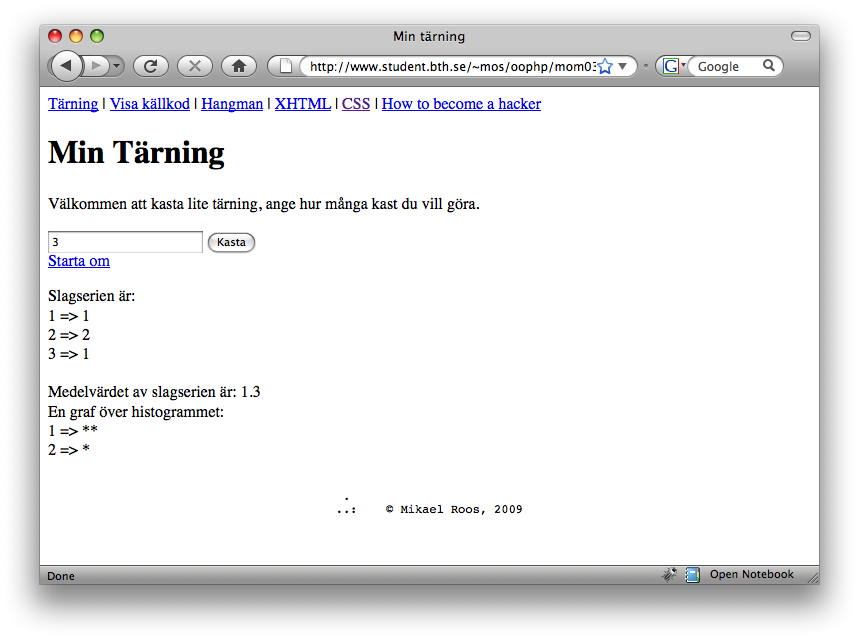 Min tärning
http://www.student.bth.se/~mos/oophp/mom03
G Google
Tärning | Visa källkod | Hangman | XHTML | CSS | How to become a hacker
Min Tärning
Välkommen att kasta lite tärning, ange hur många kast du vill göra.
3 Kasta
Starta om
Slagserien är:
1 => 1
2 => 2
3 => 1
Medelvärdet av slagserien är: 1.3
En graf över histogrammet:
1 => **
2 => *
.
..: © Mikael Roos, 2009
Done Open Notebook